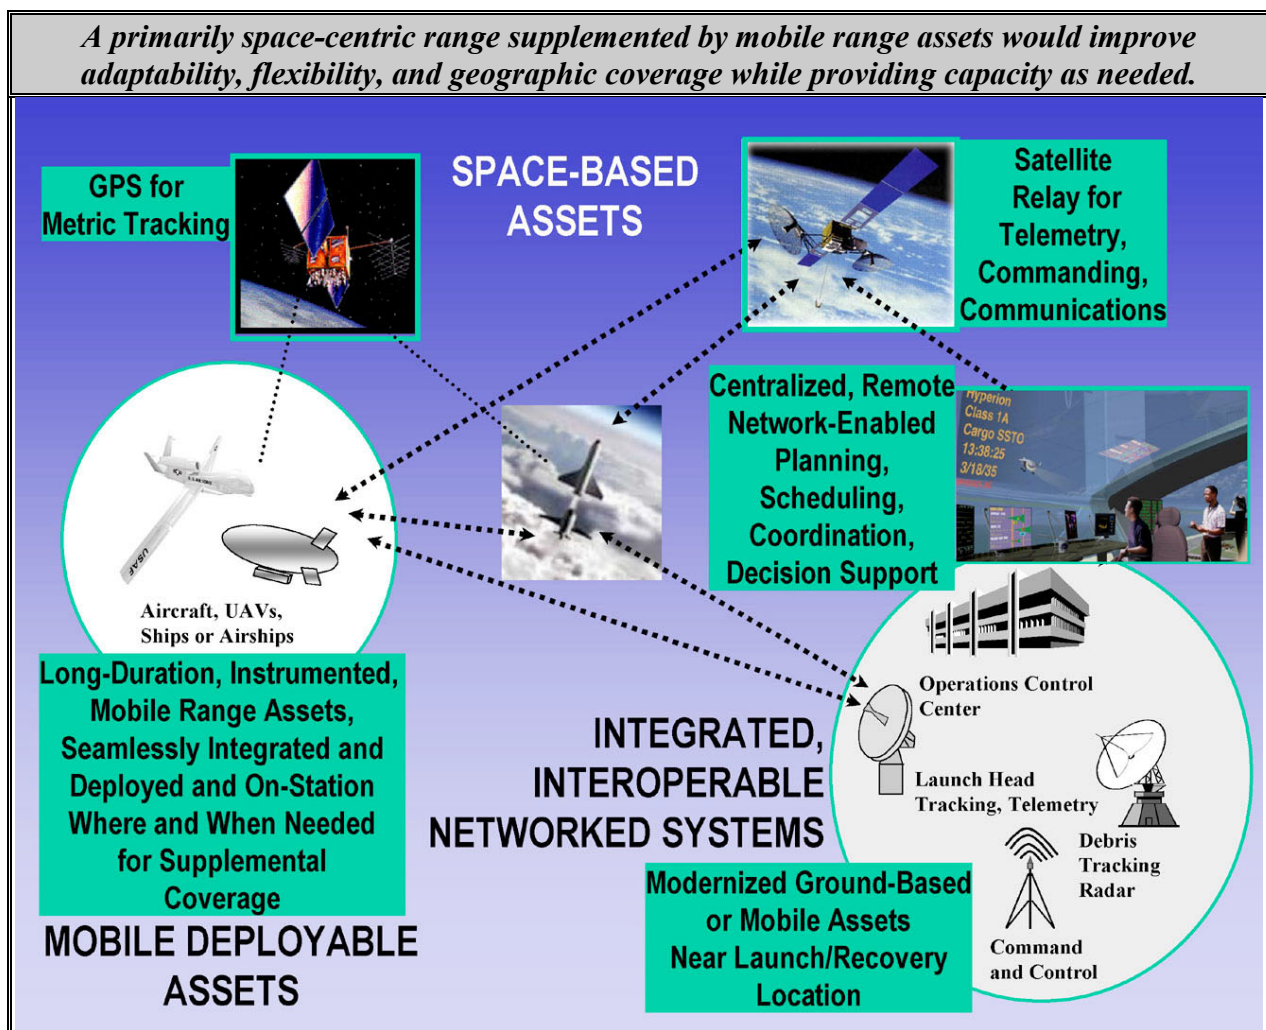 A primarily space-centric range supplemented by mobile range assets would improve
adaptability, flexibility, and geographic coverage while providing capacity as needed.
GPS for
Metric Tracking
SPACE-BASED
ASSETS
Satellite
Relay for
Telemetry,
Commanding,
Communications
Centralized, Remote
Network-Enabled
Planning,
Scheduling,
Coordination,
Decision Support
Hyperion
Class 1A
Cargo SSTO
13:38:25
3/18/35
USAF
Aircraft, UAVs,
Ships or Airships
Long-Duration, Instrumented,
Mobile Range Assets,
Seamlessly Integrated and
Deployed and On-Station
Where and When Needed
for Supplemental
Coverage
MOBILE DEPLOYABLE
ASSETS
INTEGRATED,
INTEROPERABLE
NETWORKED SYSTEMS
Operations Control
Center
Launch Head
Tracking, Telemetry
Debris
Tracking
Radar
Command
and Control
Modernized Ground-Based
or Mobile Assets
Near Launch/Recovery
Location